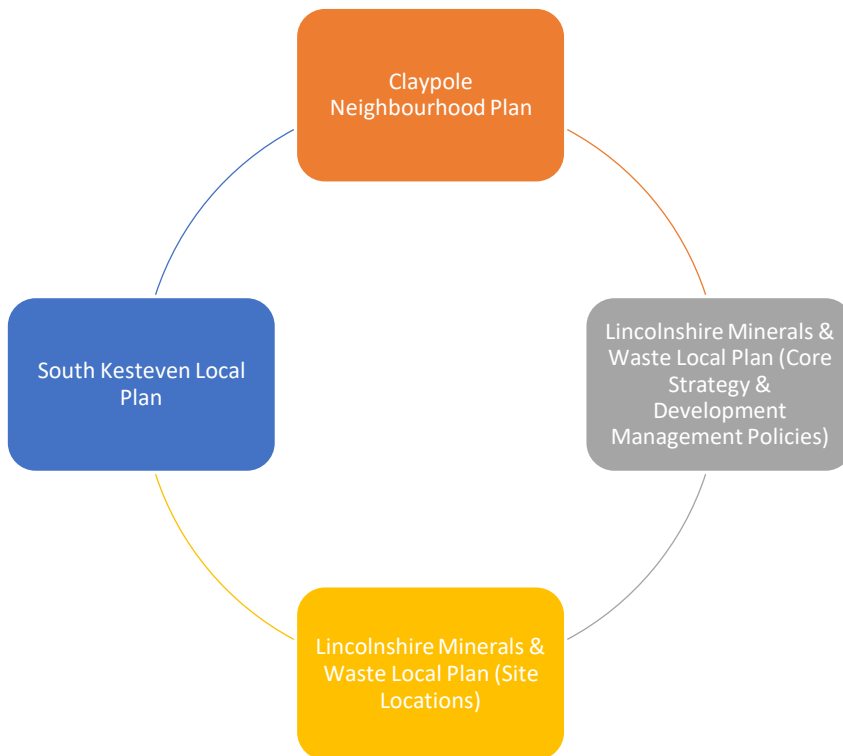 Claypole
Neighbourhood Plan
South Kesteven Local
Plan
Lincolnshire Minerals &
Waste Local Plan (Core
Strategy &
Development
Management Policies)
Lincolnshire Minerals &
Waste Local Plan (Site
Locations)